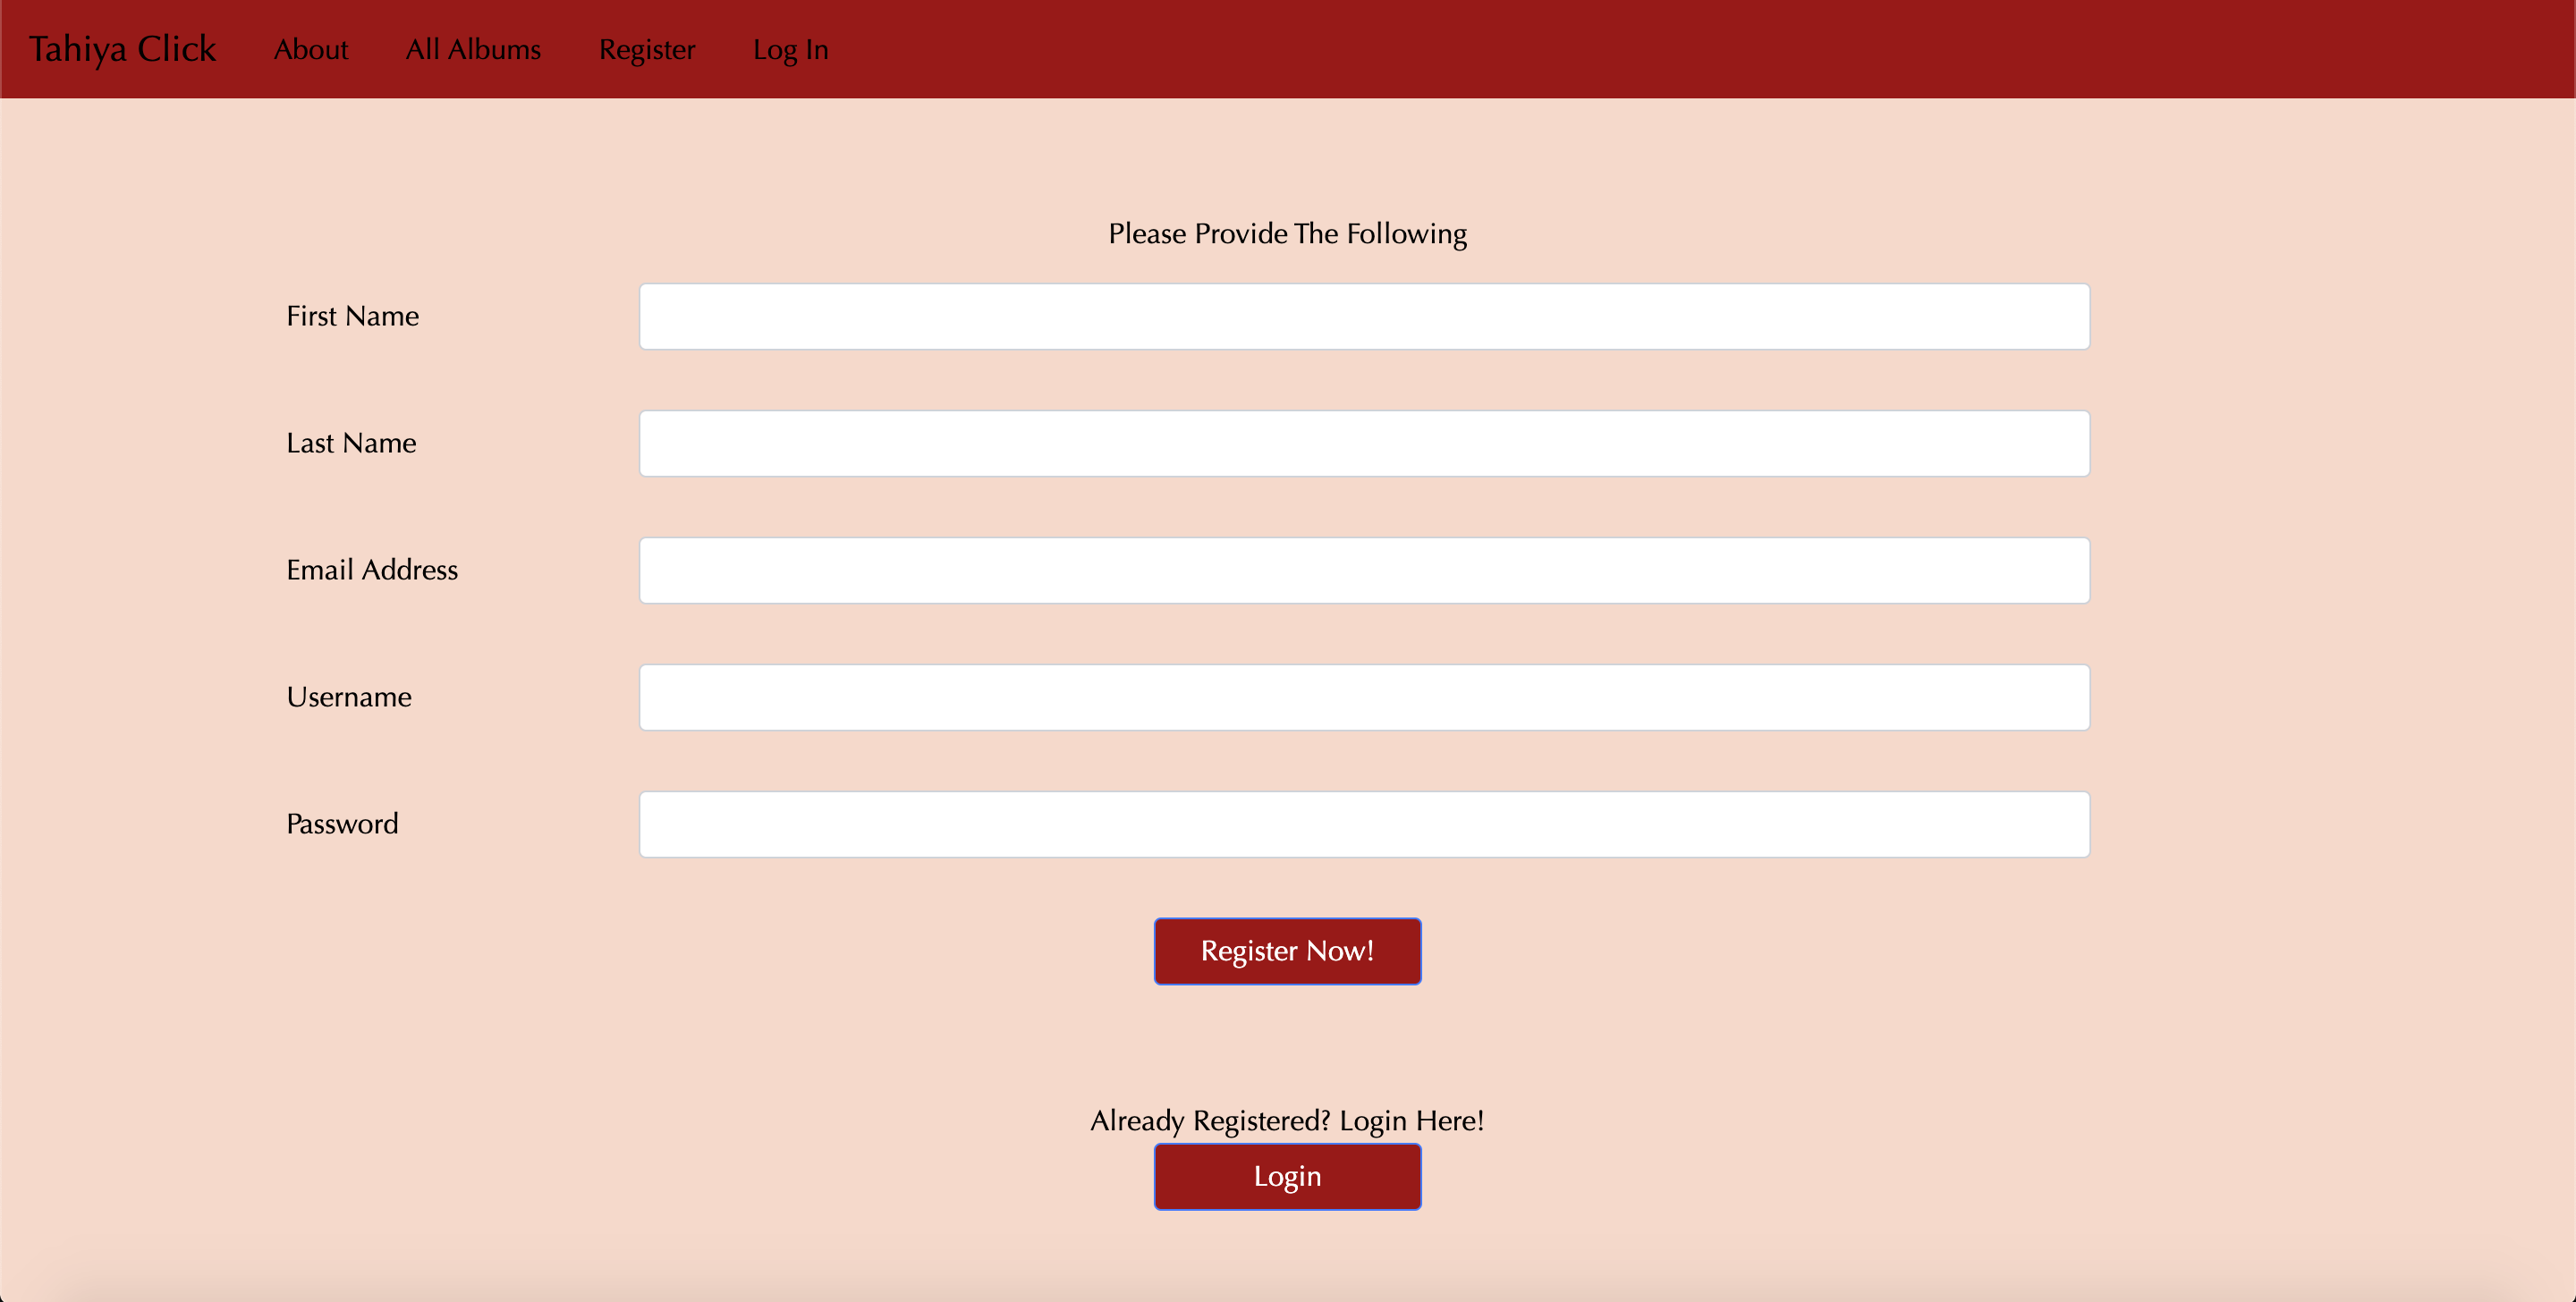 Tahiya Click About All Albums Register Log In
Please Provide The Following
First Name
Last Name
Email Address
Username
Password
Register Now!
Already Registered? Login Here!
Login